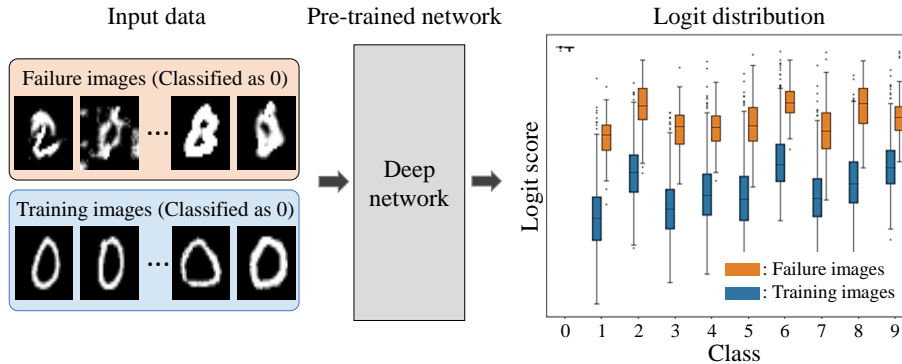 Input data
Pre-trained network
Logit distribution
Failure images (Classified as 0)
...
Training images (Classified as 0)
...
Deep
network
Logit score
: Failure images
: Training images
0 1 2 3 4 5 6 7 8 9
Class